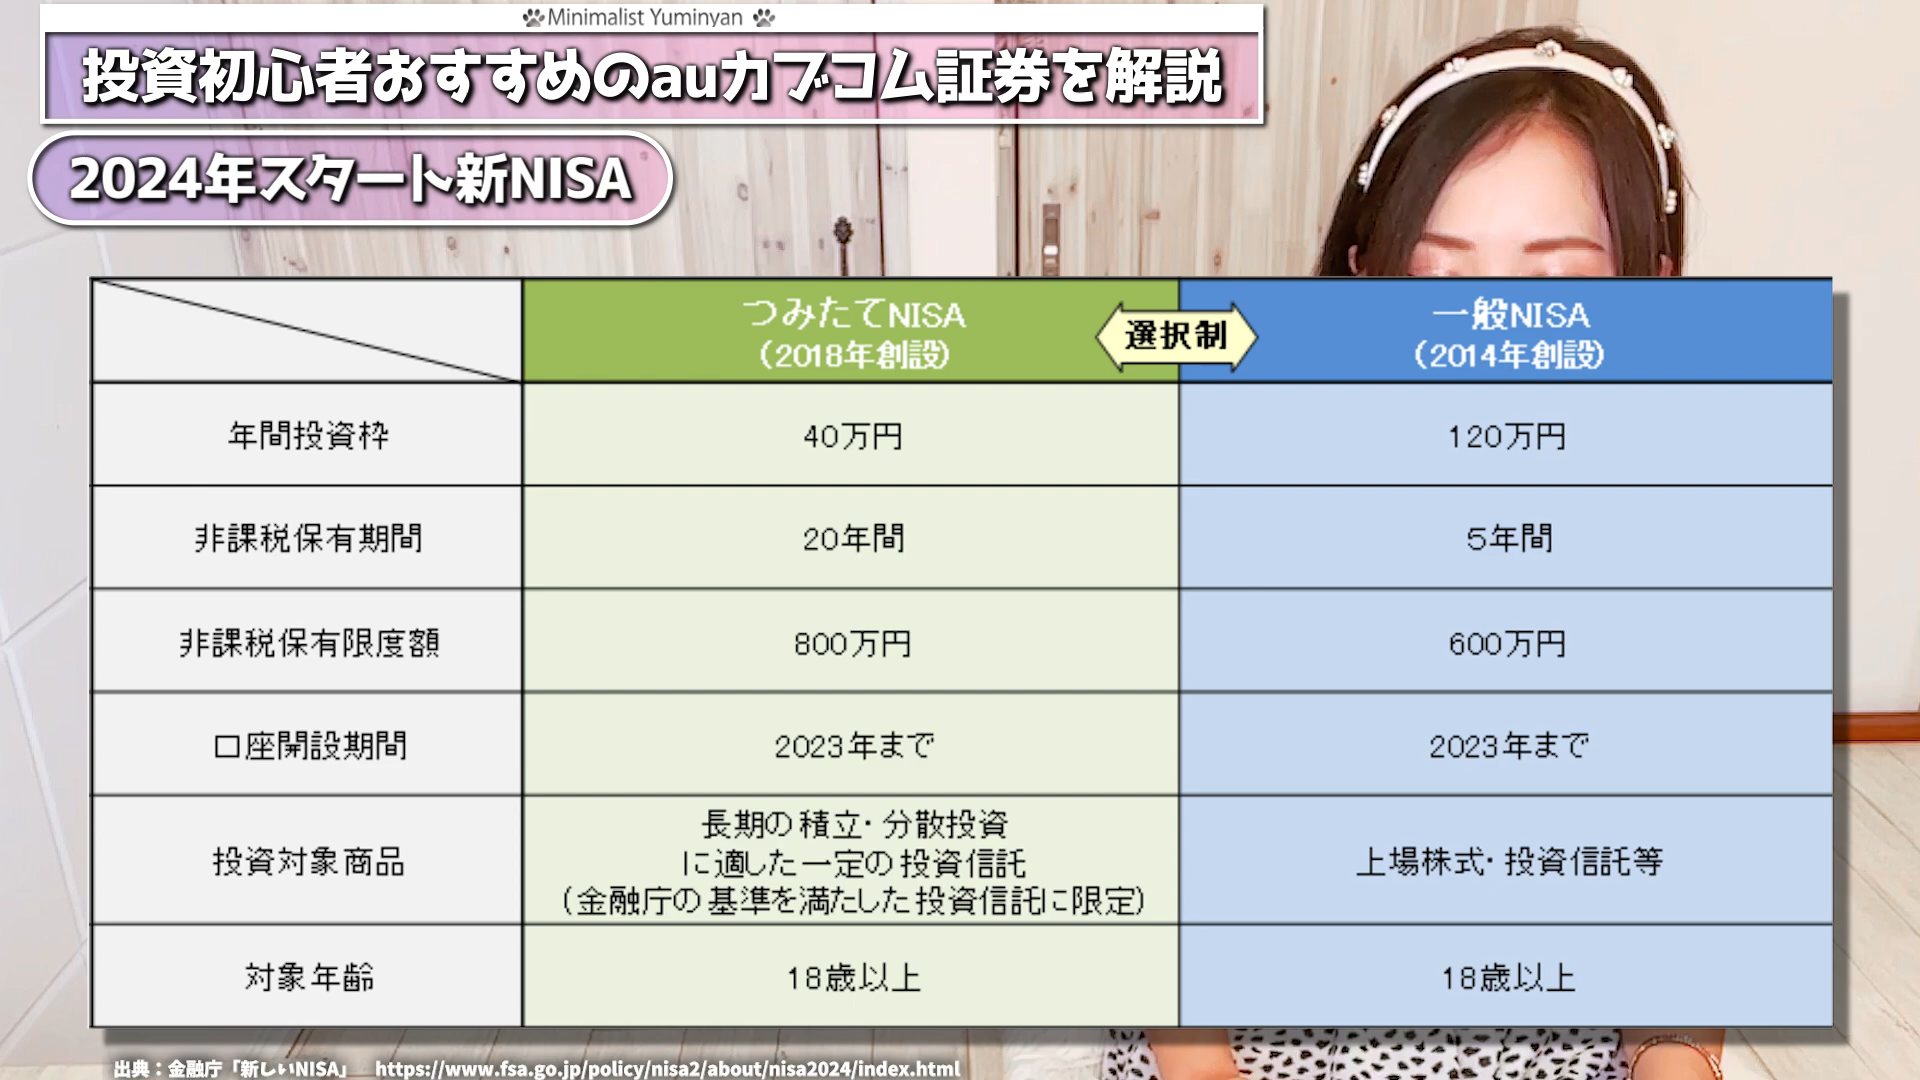 Minimalist Yuminyan
投資初心者おすすめのauカブコム証券を解説
2024年スタート新NISA
つみたてNISA
(2018年創設)
選択制
一般NISA
(2014年創設)
年間投資枠
40万円
120万円
非課税保有期間
20年間
5年間
非課税保有限度額
800万円
600万円
口座開設期間
2023年まで
2023年まで
投資対象商品
長期の積立・分散投資
に適した一定の投資信託
(金融庁の基準を満たした投資信託に限定)
上場株式・投資信託等
対象年齢
18歳以上
18歳以上
出典：金融庁「新しいNISA」 https://www.fsa.go.jp/policy/nisa2/about/nisa2024/index.html